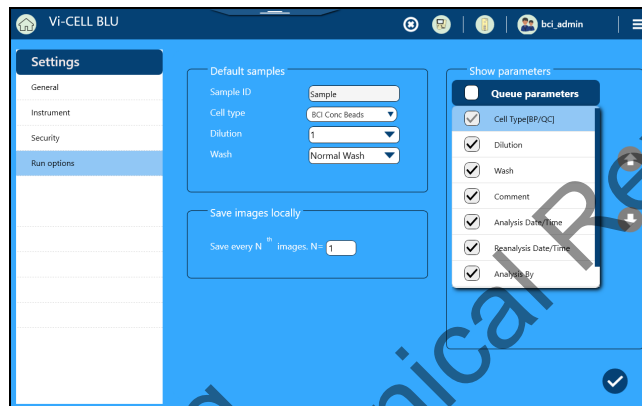 Vi-CELL BLU
bci_admin
Settings
General
Instrument
Security
Run options
Default samples
Sample ID
Sample
Cell type
BCI Conc Beads
Dilution
1
Wash
Normal Wash
Save images locally
Save every N th images. N= 1
Show parameters
Queue parameters
Cell Type[BP/QC]
Dilution
Wash
Comment
Analysis Date/Time
Reanalysis Date/Time
Analysis By